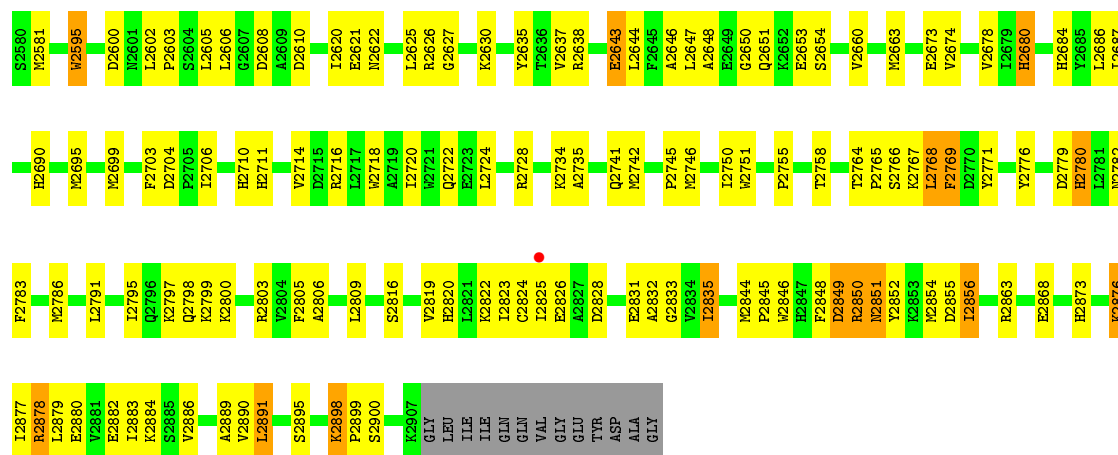 S2580 M2581 W2595 D2600 N2601 L2602 P2603 S2604 L2605 L2606 G2607 D2608 A2609 D2610 I2620 E2621 N2622 L2625 R2626 G2627 K2630 Y2635 T2636 V2637 R2638 E2643 L2644 F2645 A2646 L2647 A2648 E2649 G2650 Q2651 K2652 E2653 S2654 V2660 M2663 E2673 V2674 V2678 I2679 H2680 H2684 Y2685 L2686 I2687
H2690 M2695 M2699 F2703 D2704 P2705 I2706 H2710 H2711 V2714 D2715 R2716 L2717 W2718 A2719 I2720 W2721 Q2722 E2723 L2724 R2728 K2734 A2735 Q2741 M2742 P2745 M2746 I2750 W2751 P2755 T2758 T2764 P2765 S2766 K2767 L2768 F2769 D2770 Y2771 Y2776 D2779 H2780 L2781 N2782
F2783 M2786 L2791 I2795 Q2796 K2797 Q2798 K2799 K2800 R2803 V2804 F2805 A2806 L2809 S2816 V2819 H2820 L2821 K2822 I2823 C2824 I2825 E2826 A2827 D2828 E2831 A2832 G2833 V2834 I2835 M2844 P2845 W2846 H2847 F2848 D2849 R2850 N2851 Y2852 K2853 M2854 D2855 I2856 R2863 E2868 H2873 K2876
I2877 R2878 L2879 E2880 V2881 E2882 I2883 K2884 S2885 V2886 A2889 V2890 L2891 S2895 K2898 P2899 S2900 K2907 GLY LEU ILE ILE GLN GLN VAL GLY GLU TYR ASP ALA GLY